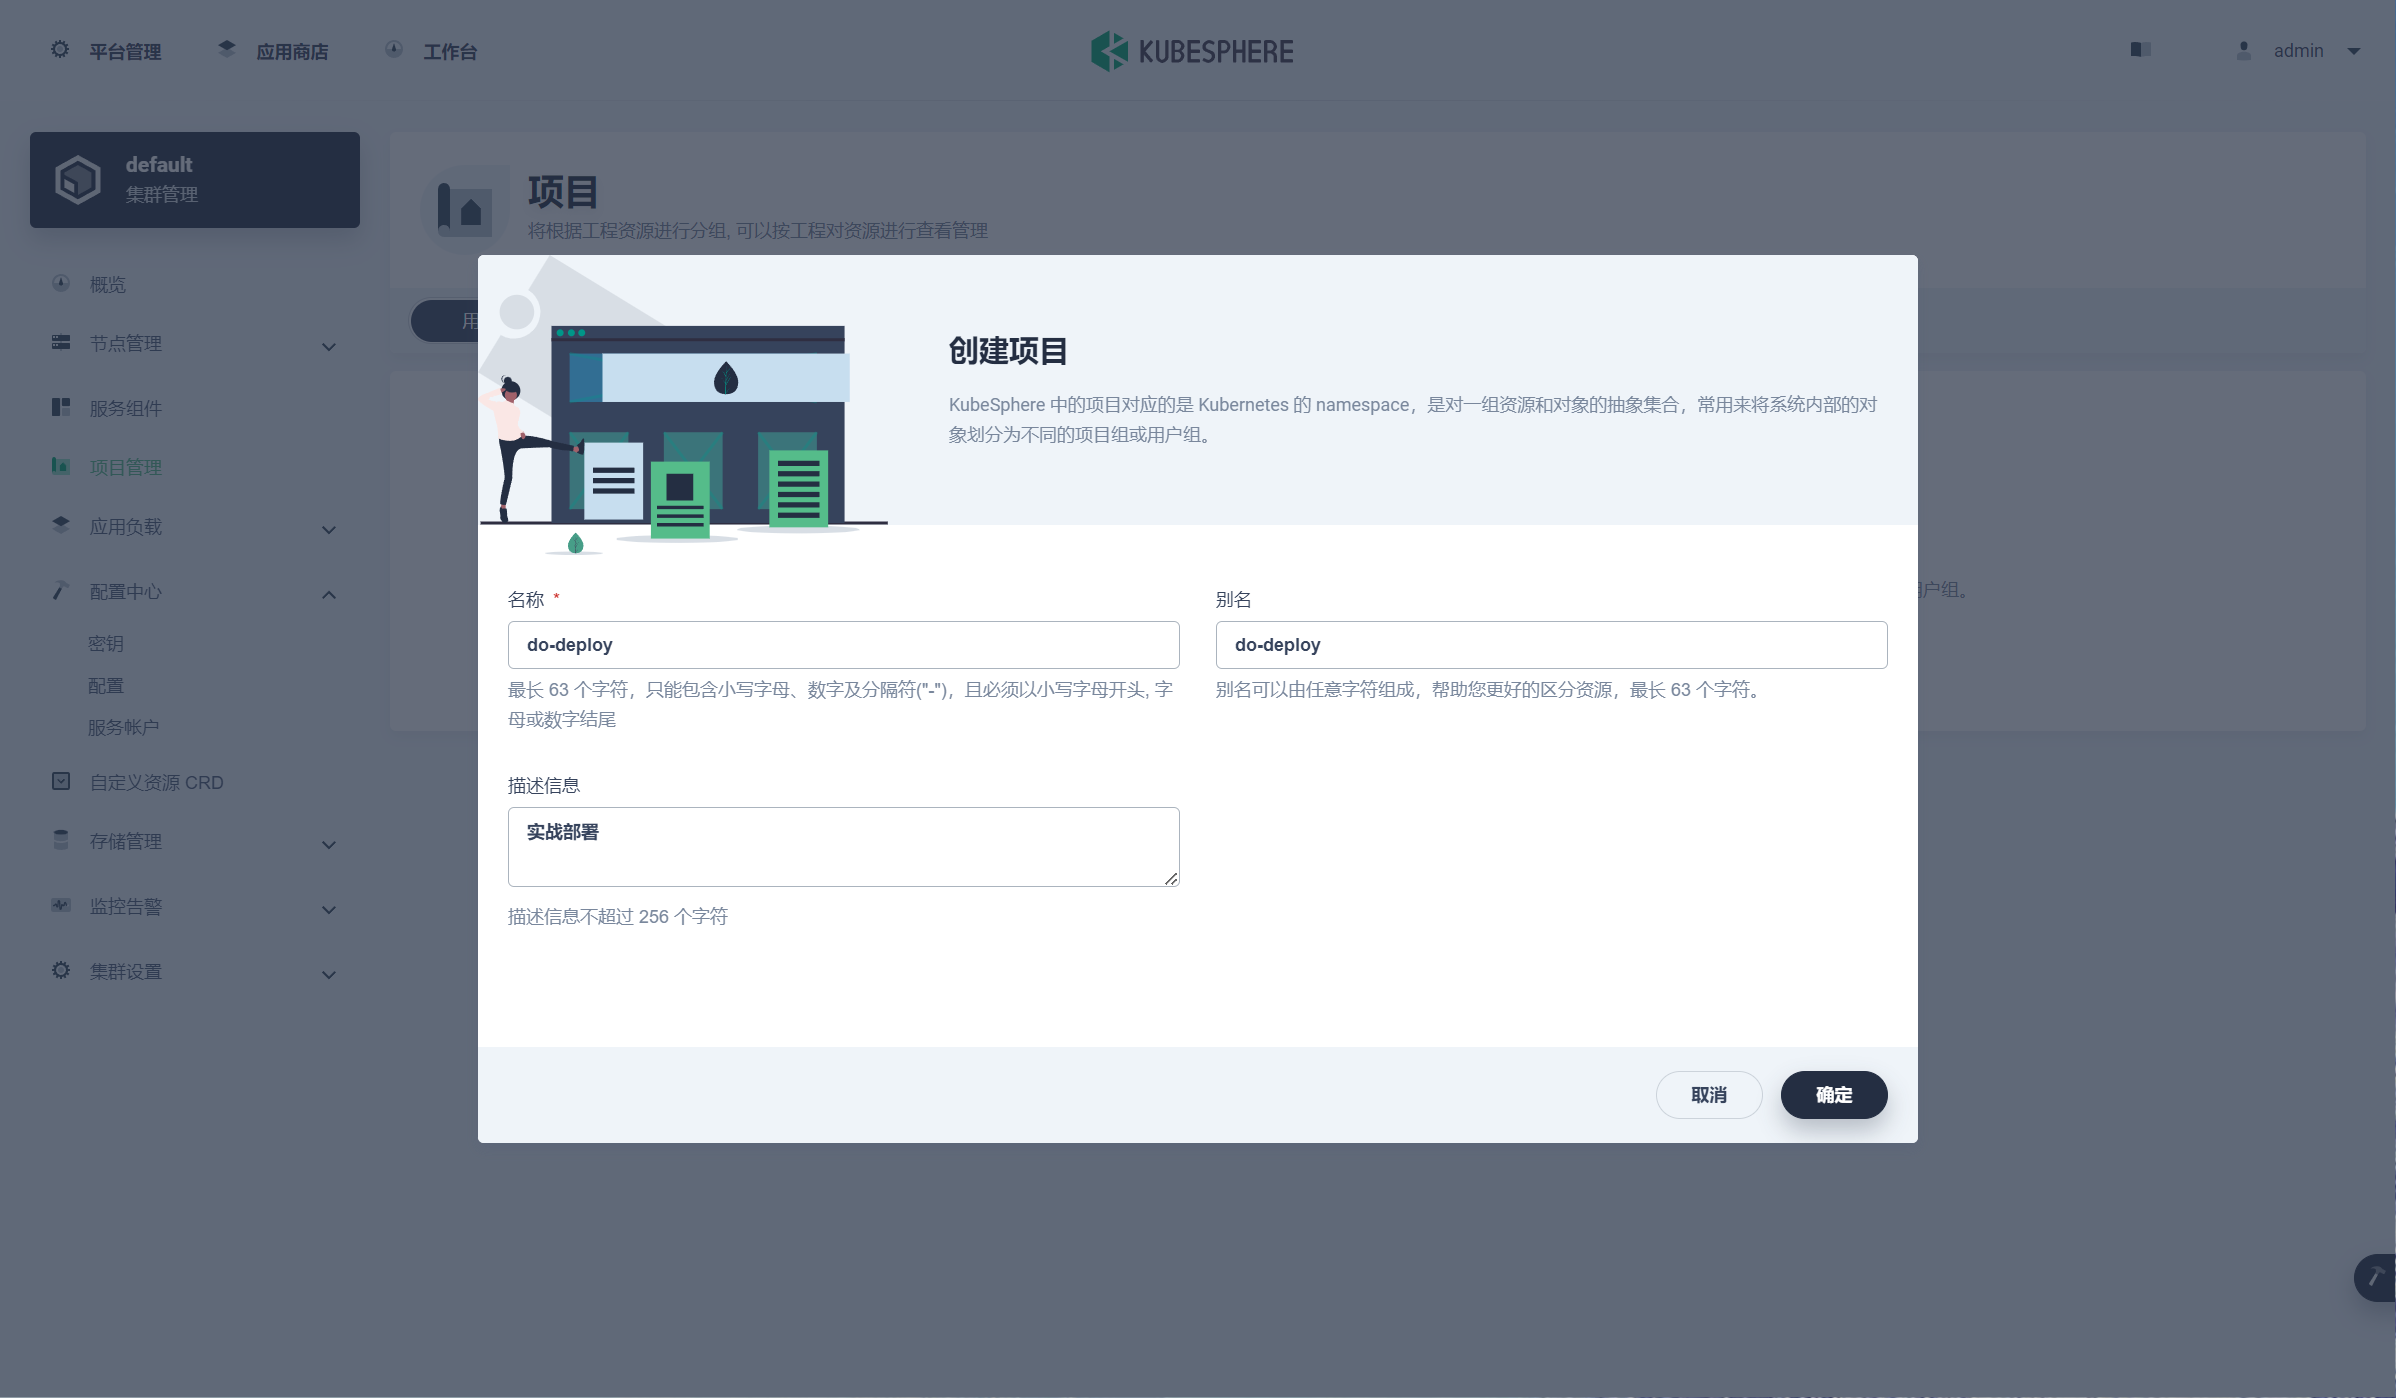 平台管理
应用商店
工作台
KUBESPHERE
admin
default
集群管理
项目
将根据工程资源进行分组, 可以按工程对资源进行查看管理
概览
节点管理
服务组件
项目管理
应用负载
配置中心
密钥
配置
服务帐户
自定义资源 CRD
存储管理
监控告警
集群设置
用
户组。
创建项目
KubeSphere 中的项目对应的是 Kubernetes 的 namespace，是对一组资源和对象的抽象集合，常用来将系统内部的对
象划分为不同的项目组或用户组。
名称 *
do-deploy
最长 63 个字符，只能包含小写字母、数字及分隔符("-")，且必须以小写字母开头, 字
母或数字结尾
别名
do-deploy
别名可以由任意字符组成，帮助您更好的区分资源，最长 63 个字符。
描述信息
实战部署
描述信息不超过 256 个字符
取消
确定